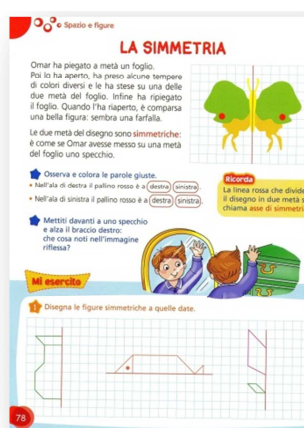 Spazio e figure
LA SIMMETRIA
Omar ha piegato a metà un foglio.
Poi lo ha aperto, ha preso alcune tempere
di colori diversi e le ha stese su una delle
due metà del foglio. Infine ha ripiegato
il foglio. Quando l'ha riaperto, è comparsa
una bella figura: sembra una farfalla.
Le due metà del disegno sono simmetriche:
è come se Omar avesse messo su una metà
del foglio uno specchio.
Osserva e colora le parole giuste.
• Nell'ala di destra il pallino rosso è a destra sinistra.
• Nell'ala di sinistra il pallino rosso è a destra sinistra.
Ricorda
La linea rossa che divide
il disegno in due metà s
chiama asse di simmetri
Mettiti davanti a uno specchio
e alza il braccio destro:
che cosa noti nell'immagine
riflessa?
Mi esercito
1 Disegna le figure simmetriche a quelle date.
78